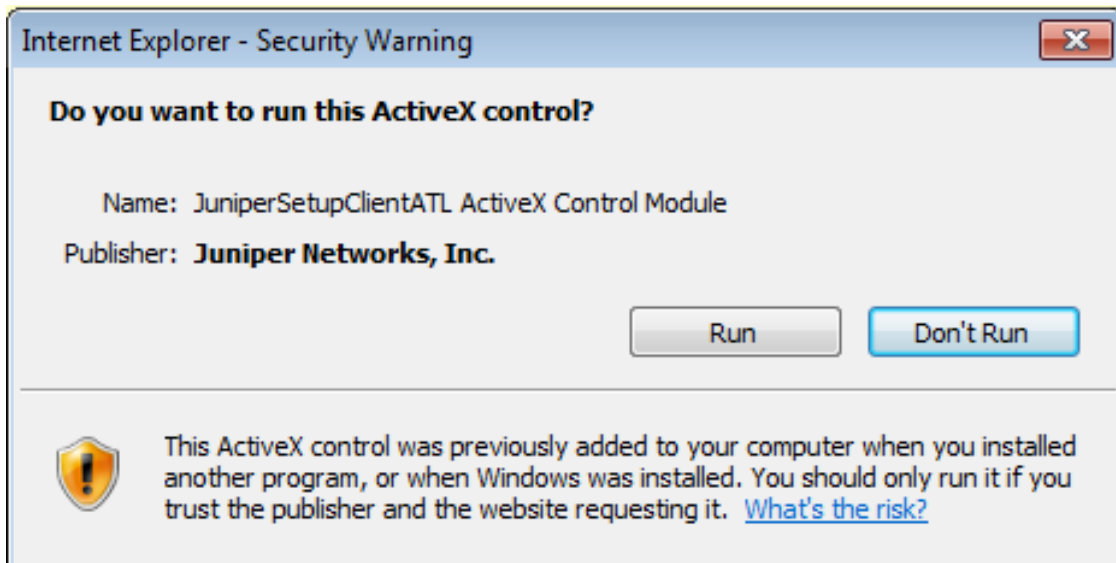 Internet Explorer - Security Warning
Do you want to run this ActiveX control?
Name: JuniperSetupClientATL ActiveX Control Module
Publisher: Juniper Networks, Inc.
Run Don't Run
This ActiveX control was previously added to your computer when you installed
another program, or when Windows was installed. You should only run it if you
trust the publisher and the website requesting it. What's the risk?